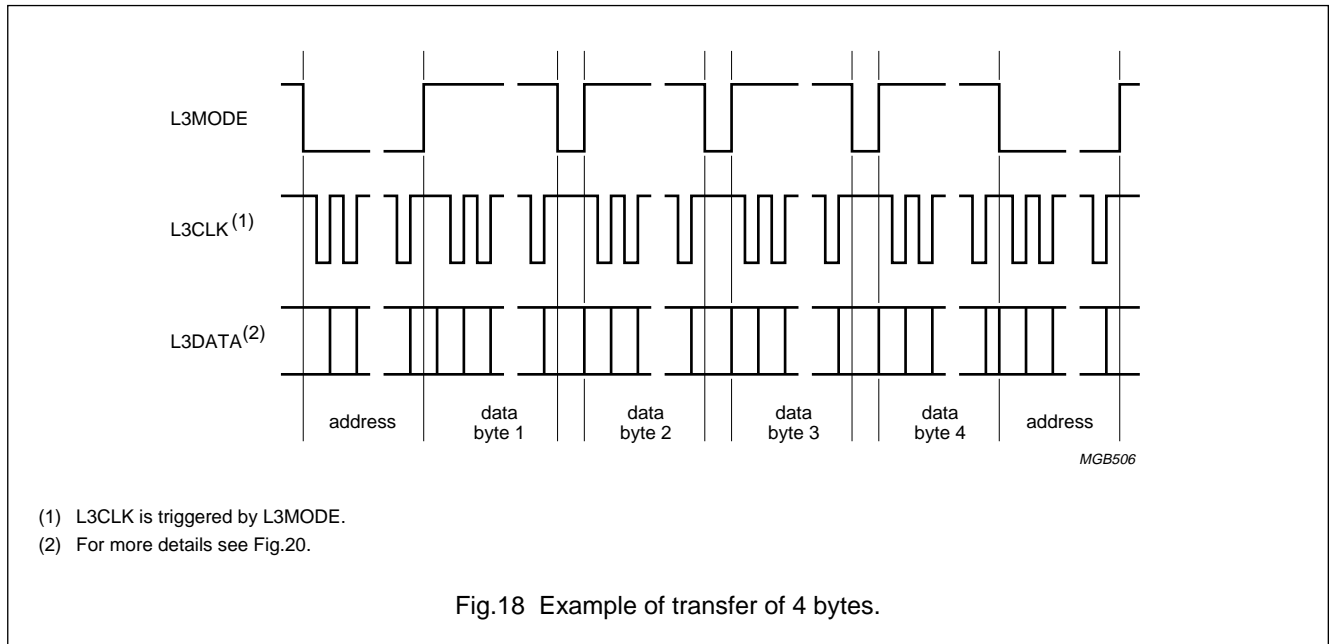 L3MODE
L3CLK (1)
L3DATA (2)
address
data
byte 1
data
byte 2
data
byte 3
data
byte 4
address
MGB506
(1) L3CLK is triggered by L3MODE.
(2) For more details see Fig.20.
Fig.18 Example of transfer of 4 bytes.